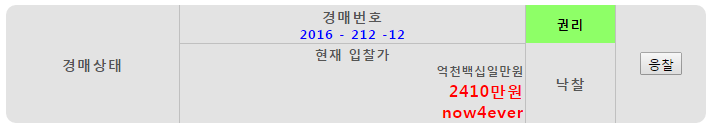 경매상태
경매번호
2016 - 212 -12
현재 입찰가
억천백십일만원
2410만원
now4ever
권리
낙찰
응찰